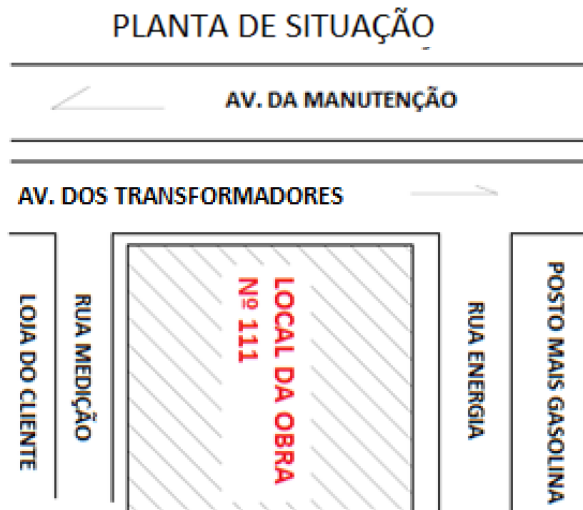 PLANTA DE SITUAÇÃO
AV. DA MANUTENÇÃO
AV. DOS TRANSFORMADORES
LOJA DO CLIENTE
RUA MEDIÇÃO
LOCAL DA OBRA
Nº 111
RUA ENERGIA
POSTO MAIS GASOLINA